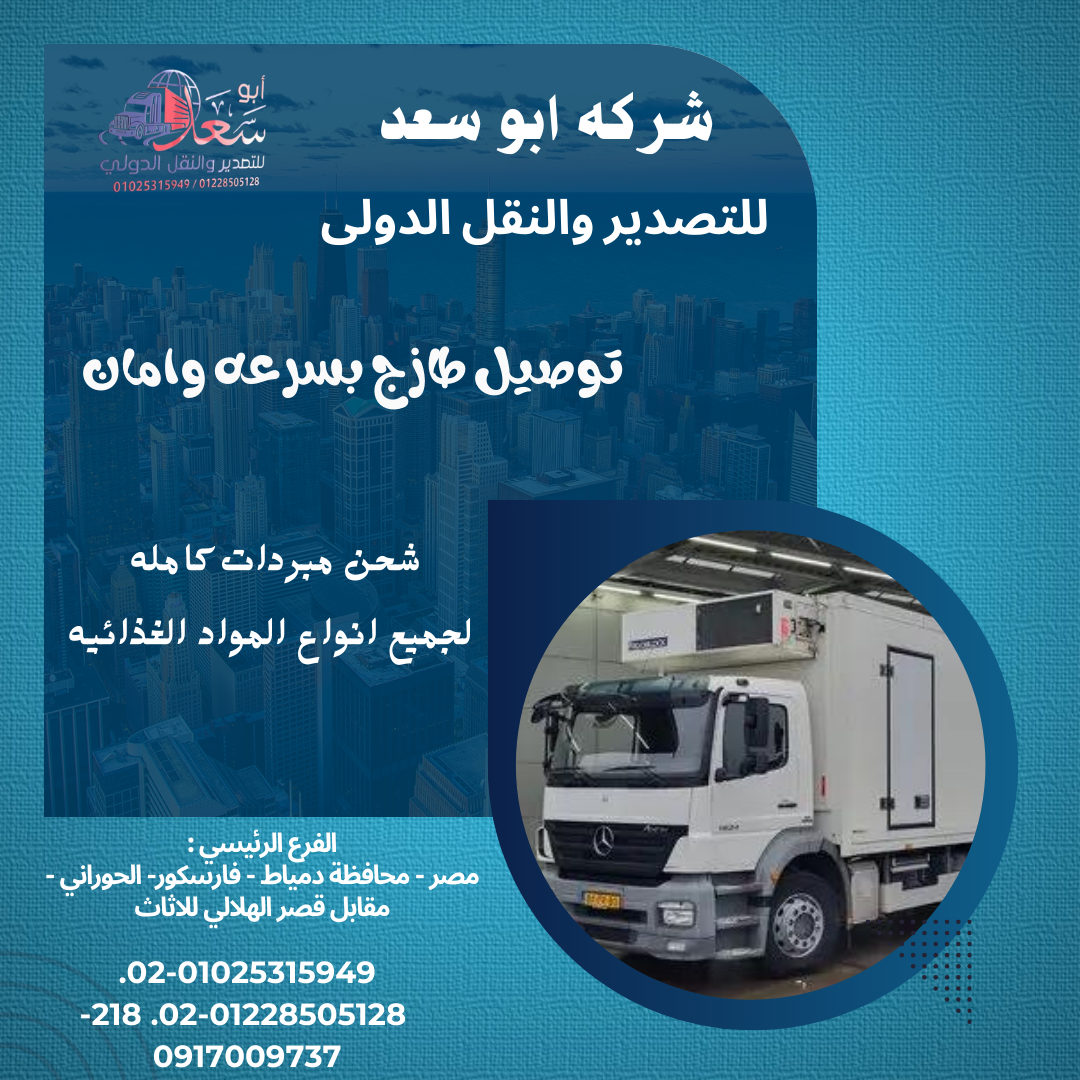 أبو
سعد
للتصدير والنقل الدولي
01025315949 / 01228505128
شركه ابو سعد
للتصدير والنقل الدولى
توصيل طازج بسرعه وامان
شحن مبردات كامله
لجميع انواع المواد الغذائيه
الفرع الرئيسي :
مصر - محافظة دمياط - فارسكور- الحوراني -
مقابل قصر الهلالي للاثاث
.02-01025315949
-218 .02-01228505128
0917009737